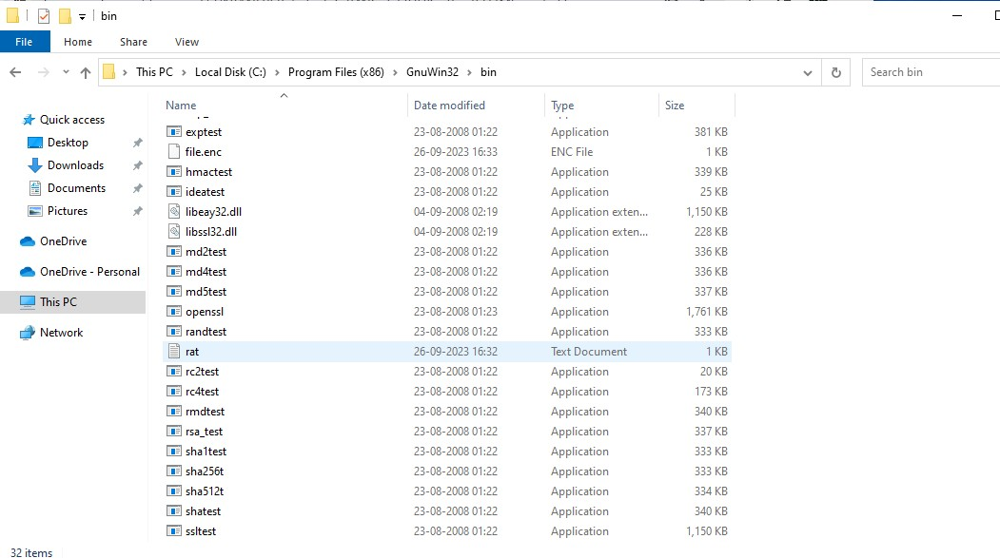 bin
File Home Share View
This PC Local Disk (C:) Program Files (x86) GnuWin32 bin Search bin
Name Date modified Type Size
Quick access
Desktop
Downloads
Documents
Pictures
OneDrive
OneDrive - Personal
This PC
Network
exptest 23-08-2008 01:22 Application 381 KB
file.enc 26-09-2023 16:33 ENC File 1 KB
hmactest 23-08-2008 01:22 Application 339 KB
ideatest 23-08-2008 01:22 Application 25 KB
libeay32.dll 04-09-2008 02:19 Application exten... 1,150 KB
libssl32.dll 04-09-2008 02:19 Application exten... 228 KB
md2test 23-08-2008 01:22 Application 336 KB
md4test 23-08-2008 01:22 Application 336 KB
md5test 23-08-2008 01:22 Application 337 KB
openssl 23-08-2008 01:23 Application 1,761 KB
randtest 23-08-2008 01:22 Application 333 KB
rat 26-09-2023 16:32 Text Document 1 KB
rc2test 23-08-2008 01:22 Application 20 KB
rc4test 23-08-2008 01:22 Application 173 KB
rmdtest 23-08-2008 01:22 Application 340 KB
rsa_test 23-08-2008 01:22 Application 337 KB
sha1test 23-08-2008 01:22 Application 333 KB
sha256t 23-08-2008 01:22 Application 333 KB
sha512t 23-08-2008 01:22 Application 334 KB
shatest 23-08-2008 01:22 Application 340 KB
ssltest 23-08-2008 01:22 Application 1,150 KB
32 items